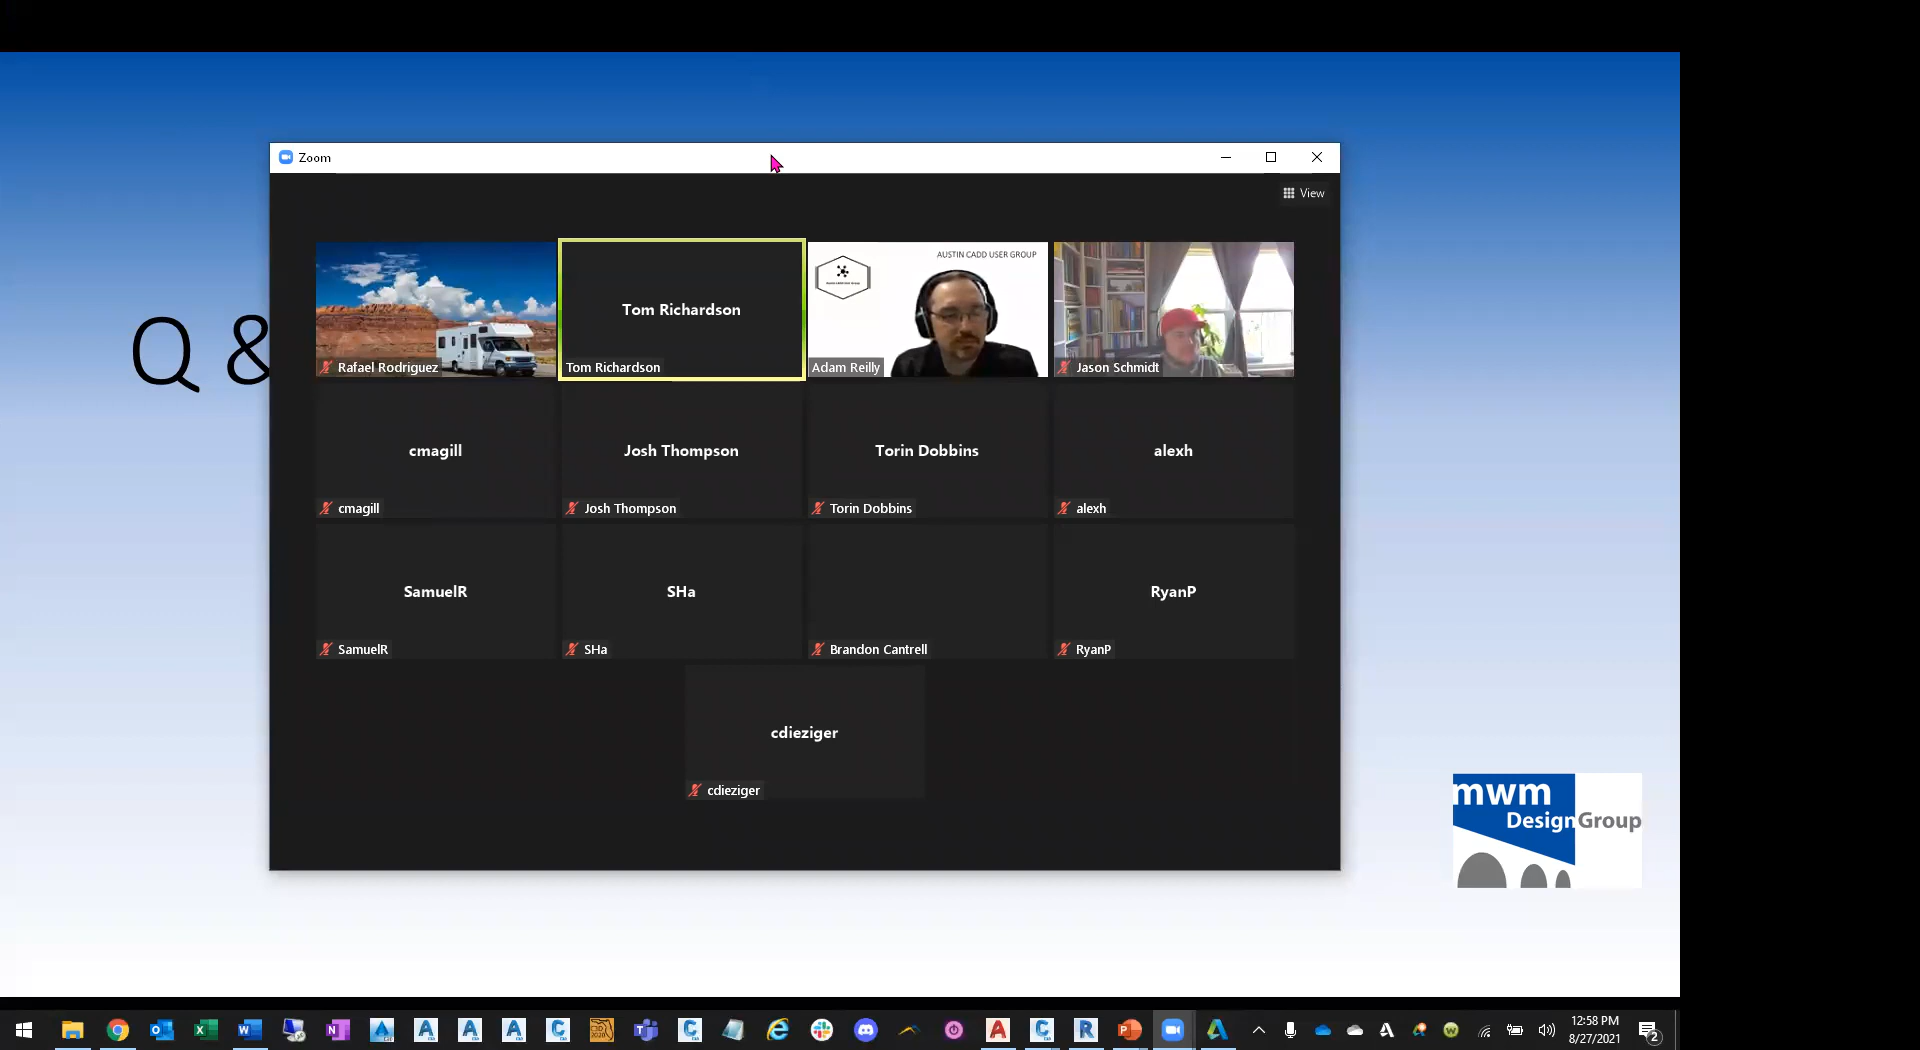 Zoom
View
Q &
AUSTIN CADD USER GROUP
Tom Richardson
Rafael Rodriguez
Tom Richardson
Adam Reilly
Jason Schmidt
cmagill
Josh Thompson
Torin Dobbins
alexh
cmagill
Josh Thompson
Torin Dobbins
alexh
SamuelR
SHa
RyanP
SamuelR
SHa
Brandon Cantrell
RyanP
cdieziger
cdieziger
mwm
DesignGroup
12:58 PM
8/27/2021
2